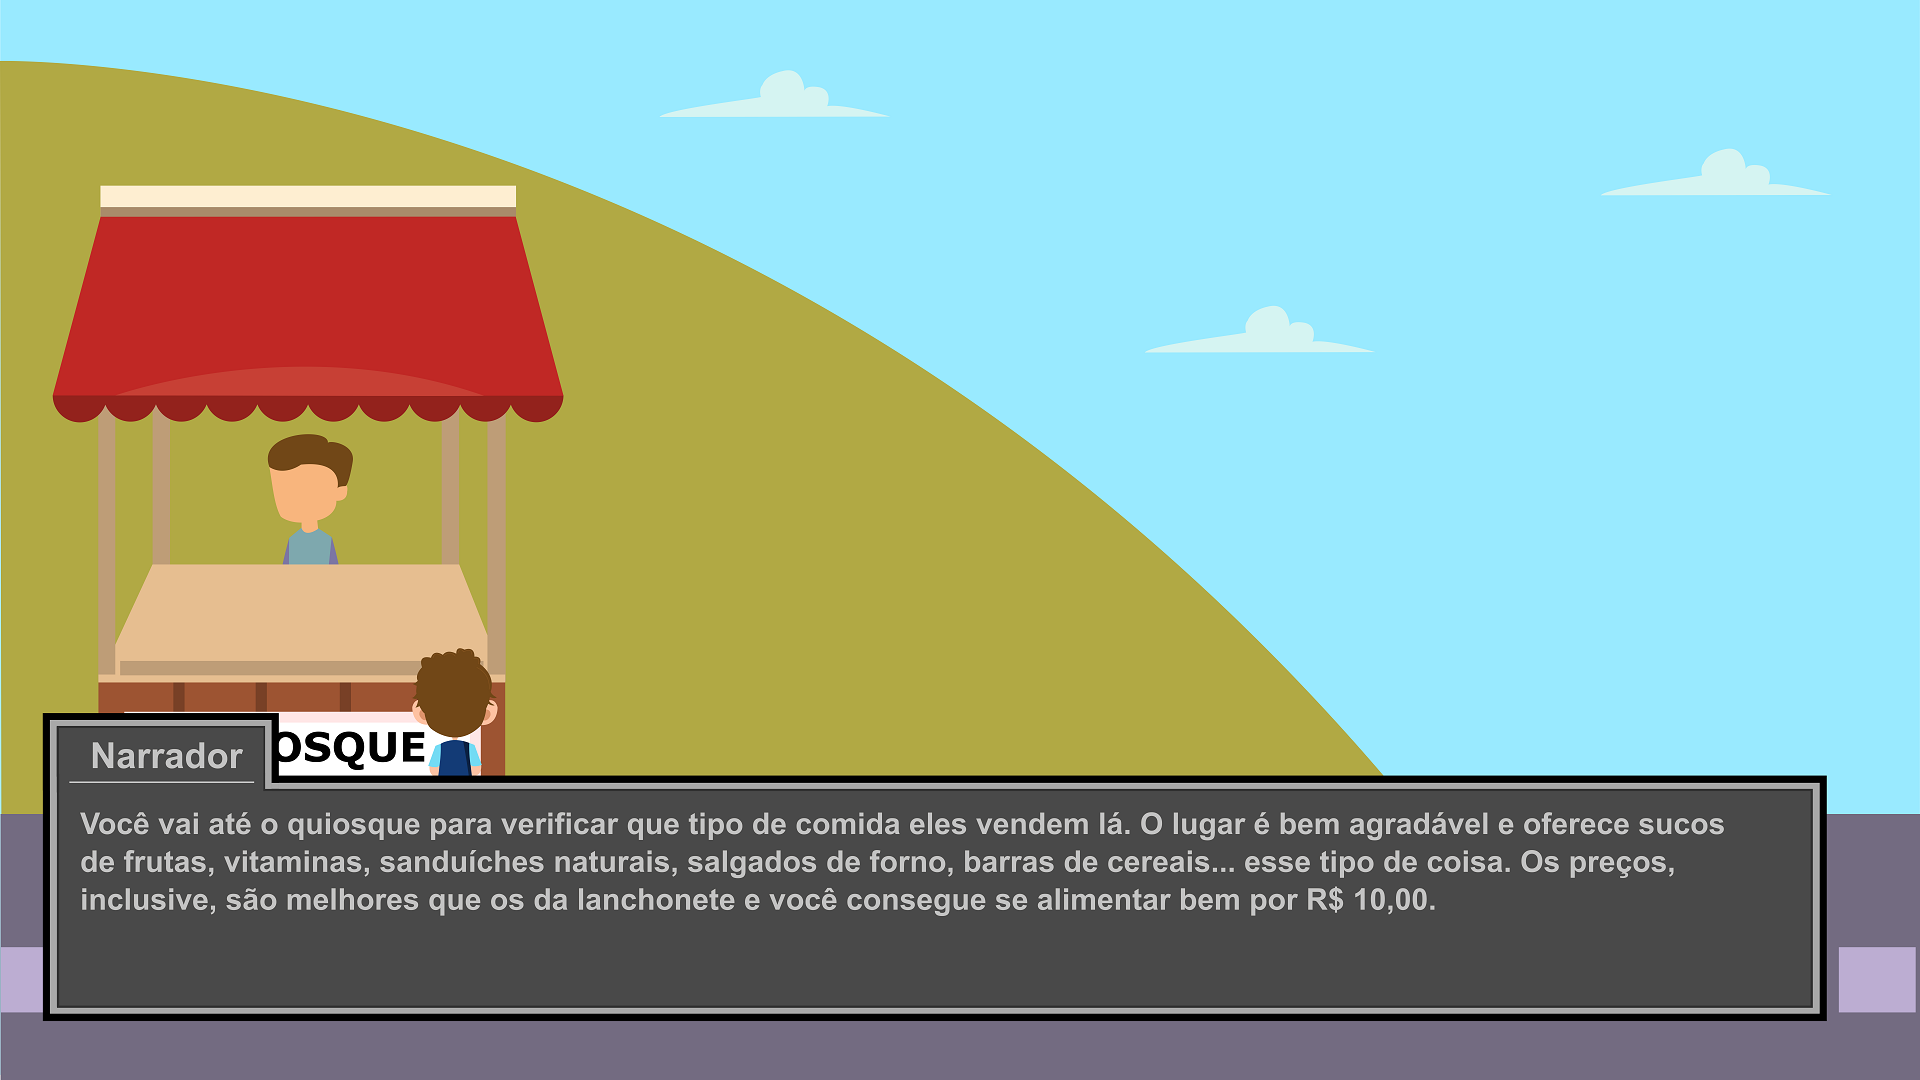 OSQUE
Narrador
Você vai até o quiosque para verificar que tipo de comida eles vendem lá. O lugar é bem agradável e oferece sucos
de frutas, vitaminas, sanduíches naturais, salgados de forno, barras de cereais... esse tipo de coisa. Os preços,
inclusive, são melhores que os da lanchonete e você consegue se alimentar bem por R$ 10,00.